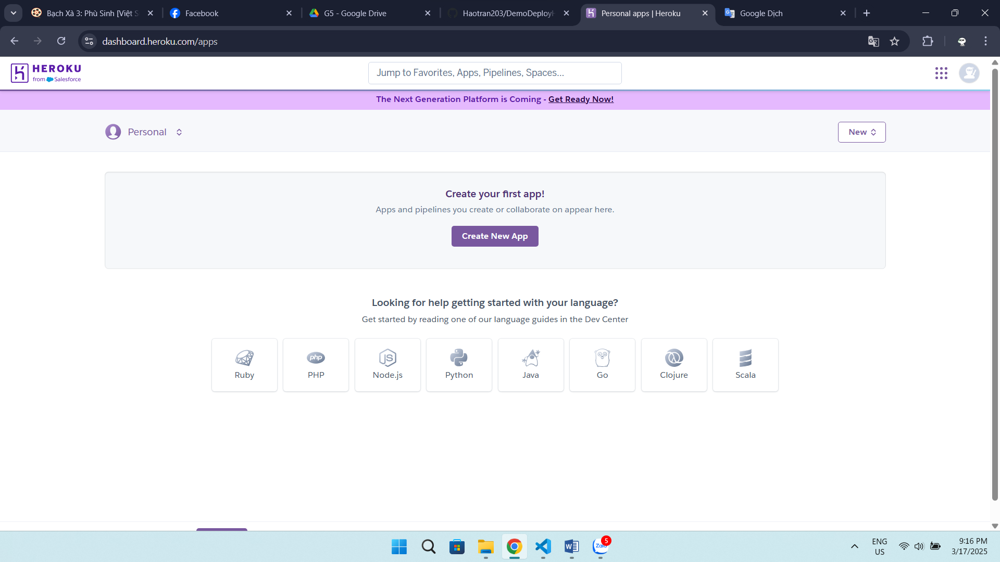 Bạch Xà 3: Phù Sinh [Việt S
Facebook
G5 - Google Drive
Haotran203/DemoDeployH
Personal apps | Heroku
Google Dịch
dashboard.heroku.com/apps
HEROKU
from Salesforce
Jump to Favorites, Apps, Pipelines, Spaces...
The Next Generation Platform is Coming - Get Ready Now!
Personal
New
Create your first app!
Apps and pipelines you create or collaborate on appear here.
Create New App
Looking for help getting started with your language?
Get started by reading one of our language guides in the Dev Center
php
JS
Ruby
PHP
Node.js
Python
Java
Go
Clojure
Scala
W
Zalo
5
ENG
US
9:16 PM
3/17/2025